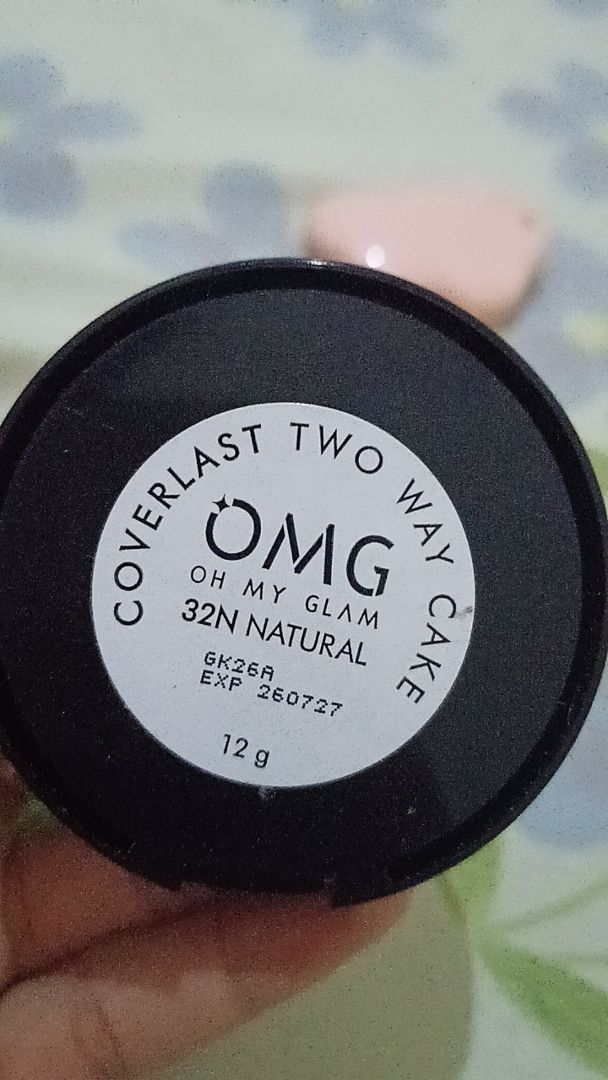 COVERLAST TWO WAY CAKE
OMG
OH MY GLAM
32N NATURAL
GK26A
EXP 260727
12 g